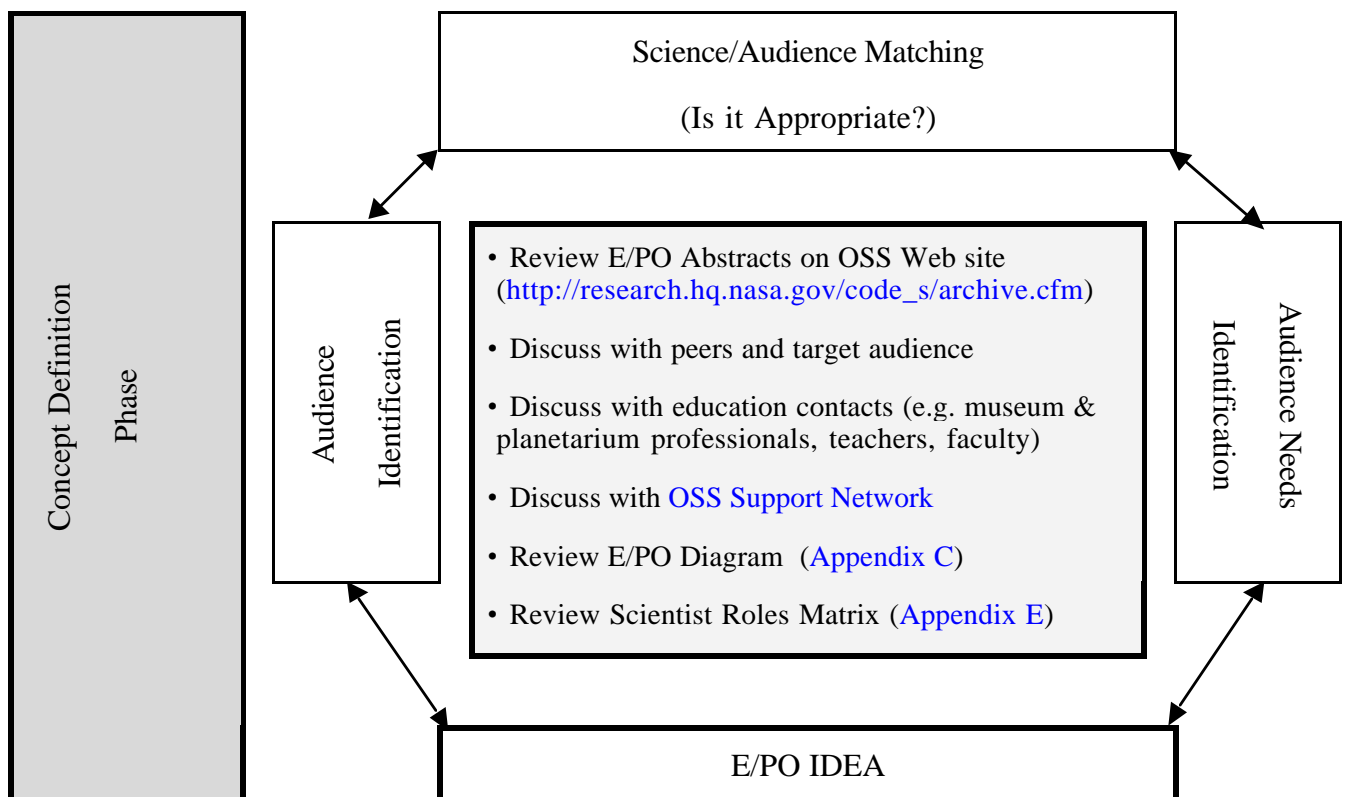 Science/Audience Matching
(Is it Appropriate?)
Concept Definition
Phase
Audience
Identification
• Review E/PO Abstracts on OSS Web site
(http://research.hq.nasa.gov/code_s/archive.cfm)
• Discuss with peers and target audience
• Discuss with education contacts (e.g. museum &
planetarium professionals, teachers, faculty)
• Discuss with OSS Support Network
• Review E/PO Diagram (Appendix C)
• Review Scientist Roles Matrix (Appendix E)
Audience Needs
Identification
E/PO IDEA